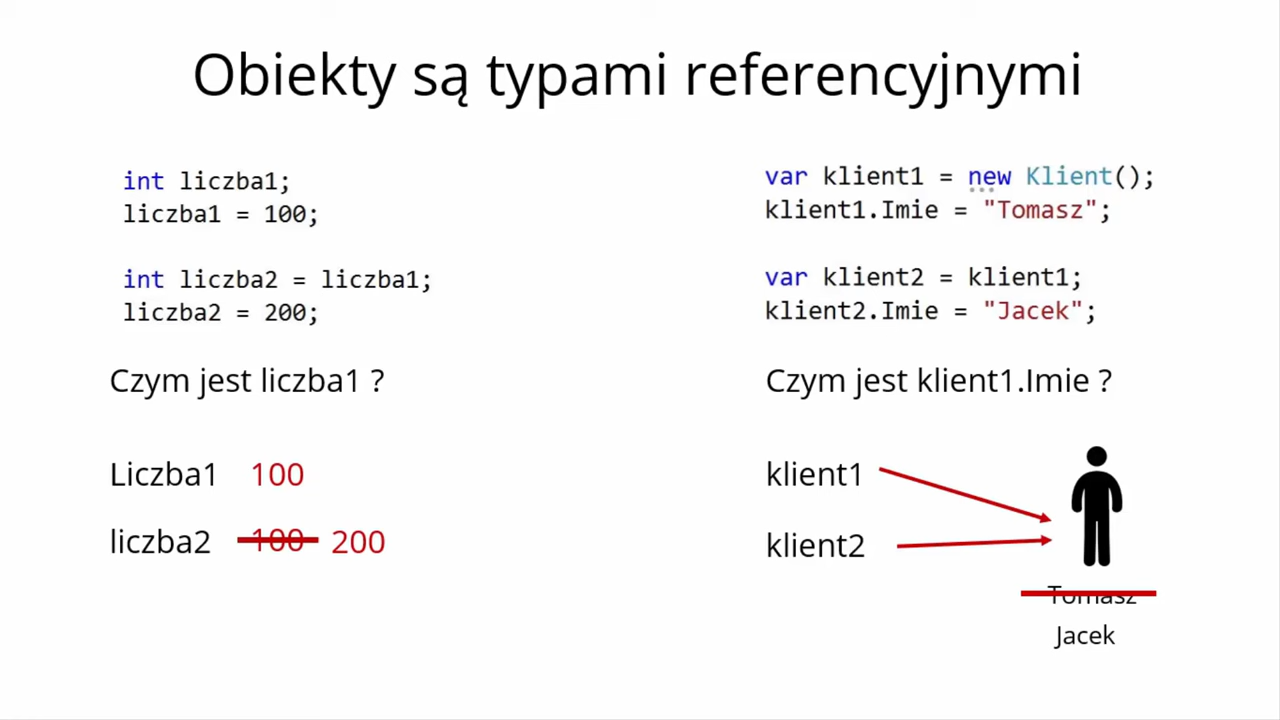 Obiekty są typami referencyjnymi
int liczba1;
liczba1 = 100;
int liczba2 = liczba1;
liczba2 = 200;
Czym jest liczba1 ?
Liczba1 100
liczba2 100 200
var klient1 = new Klient();
klient1.Imie = "Tomasz";
var klient2 = klient1;
klient2.Imie = "Jacek";
Czym jest klient1.Imie ?
klient1
klient2
Tomasz
Jacek